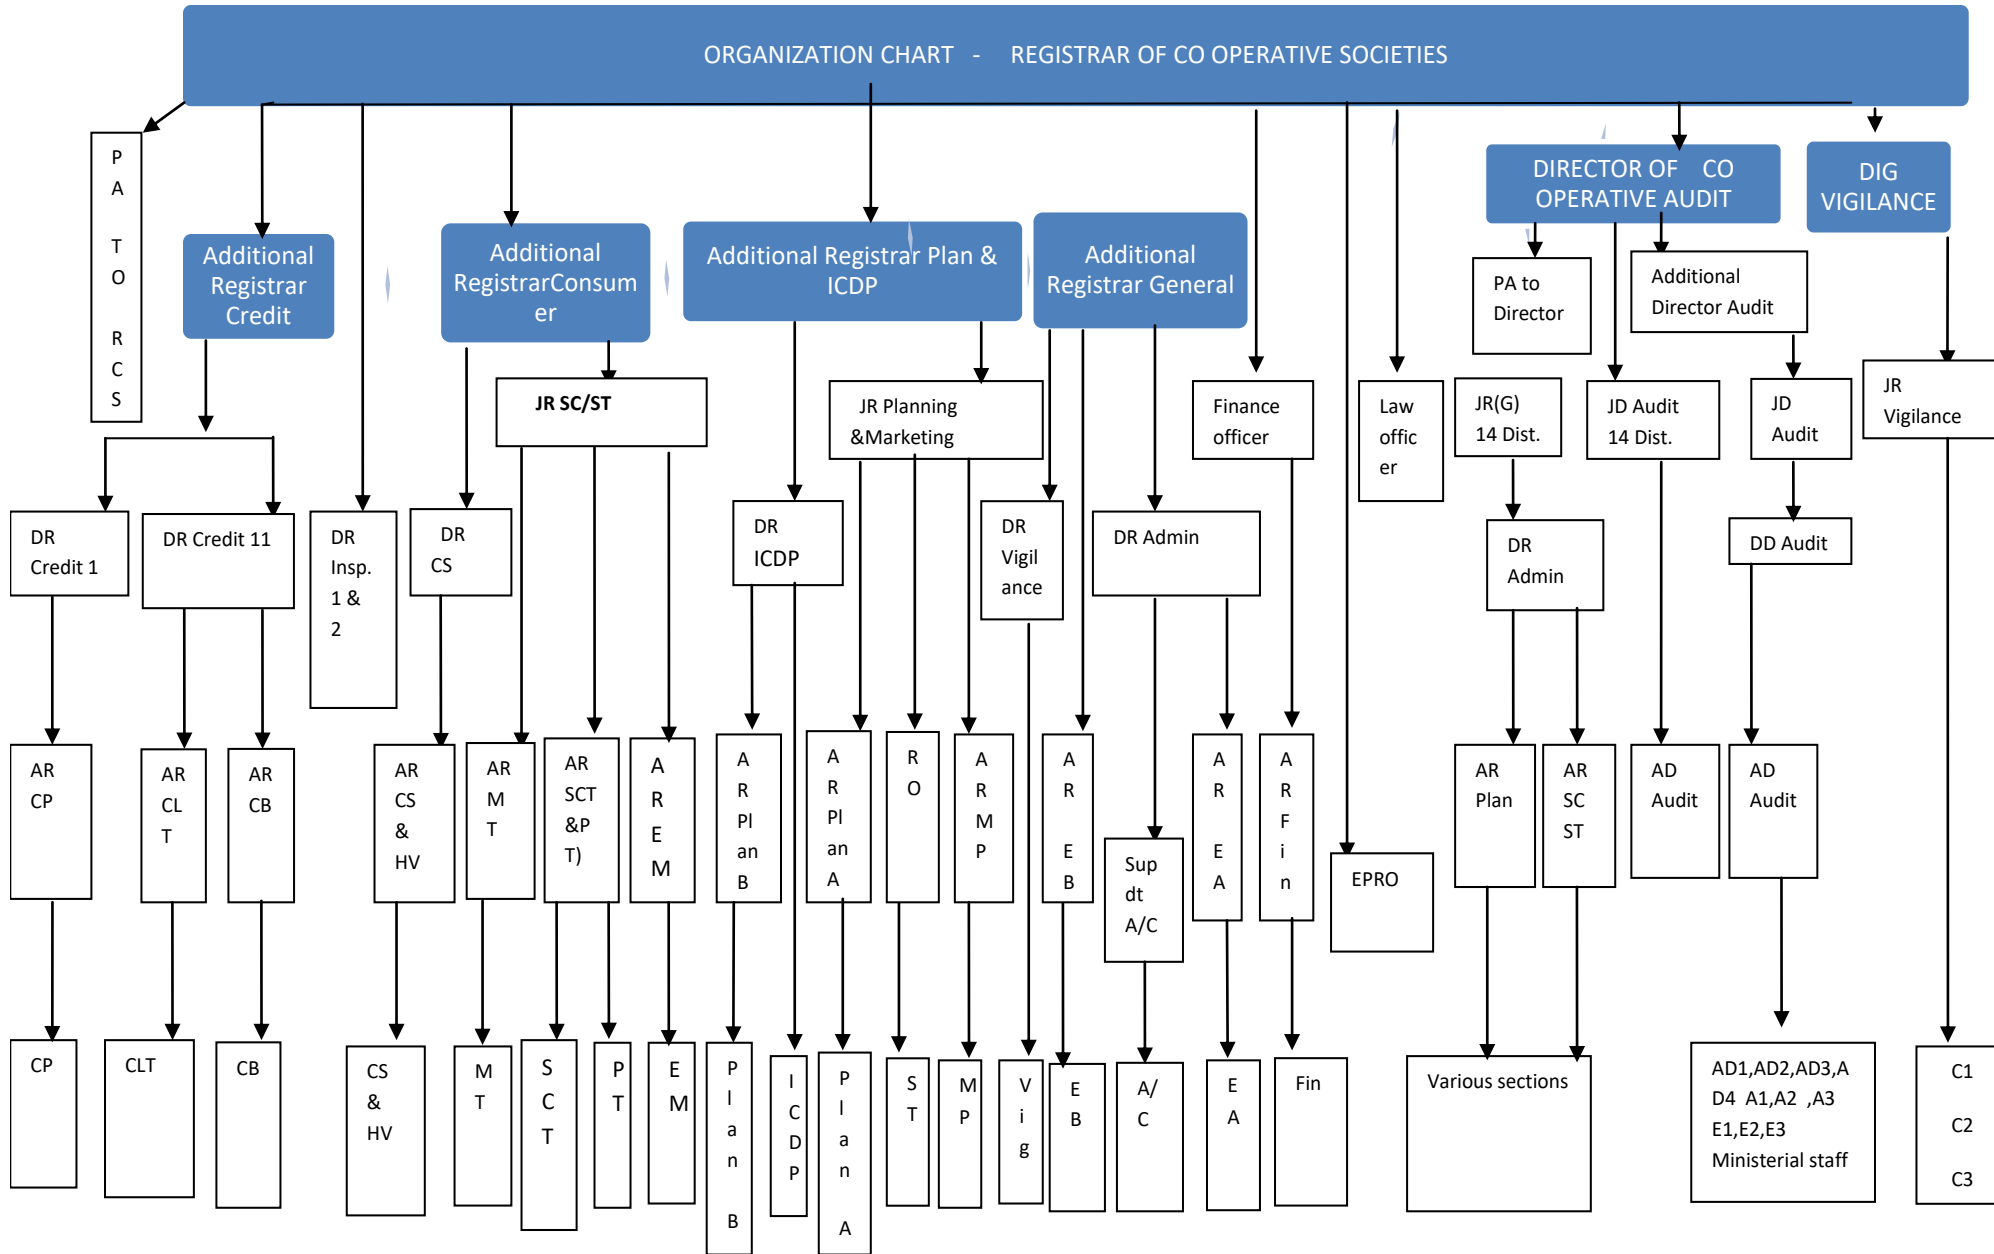 ORGANIZATION CHART - REGISTRAR OF CO OPERATIVE SOCIETIES
P
A
TO
R
C
S
DIRECTOR OF CO
OPERATIVE AUDIT
DIG
VIGILANCE
Additional
Registrar
Credit
Additional
RegistrarConsum
er
Additional Registrar Plan &
ICDP
Additional
Registrar General
PA to
Director
Additional
Director Audit
JR SC/ST
JR Planning
&Marketing
Finance
officer
Law
offic
er
JR(G)
14 Dist.
JD Audit
14 Dist.
JD
Audit
JR
Vigilance
DR
Credit 1
DR Credit 11
DR
Insp.
1 &
2
DR
CS
DR
ICDP
DR
Vigil
ance
DR Admin
DR
Admin
DD Audit
AR
CP
AR
CL
T
AR
CB
AR
CS
&
HV
AR
M
T
AR
SCT
&P
T)
A
R
E
M
A
R
Pl
an
B
A
R
Pl
an
A
R
O
A
R
M
P
A
R
EB
Sup
dt
A/C
A
R
EA
A
R
F
i
n
EPRO
AR
Plan
AR
SC
ST
AD
Audit
AD
Audit
CP
CLT
CB
CS
&
HV
M
T
S
C
T
P
T
E
M
P
l
a
n
B
I
C
D
P
P
l
a
n
A
S
T
M
P
V
i
g
E
B
A/
C
E
A
Fin
Various sections
AD1,AD2,AD3,A
D4 A1,A2 ,A3
E1,E2,E3
Ministerial staff
C1
C2
C3